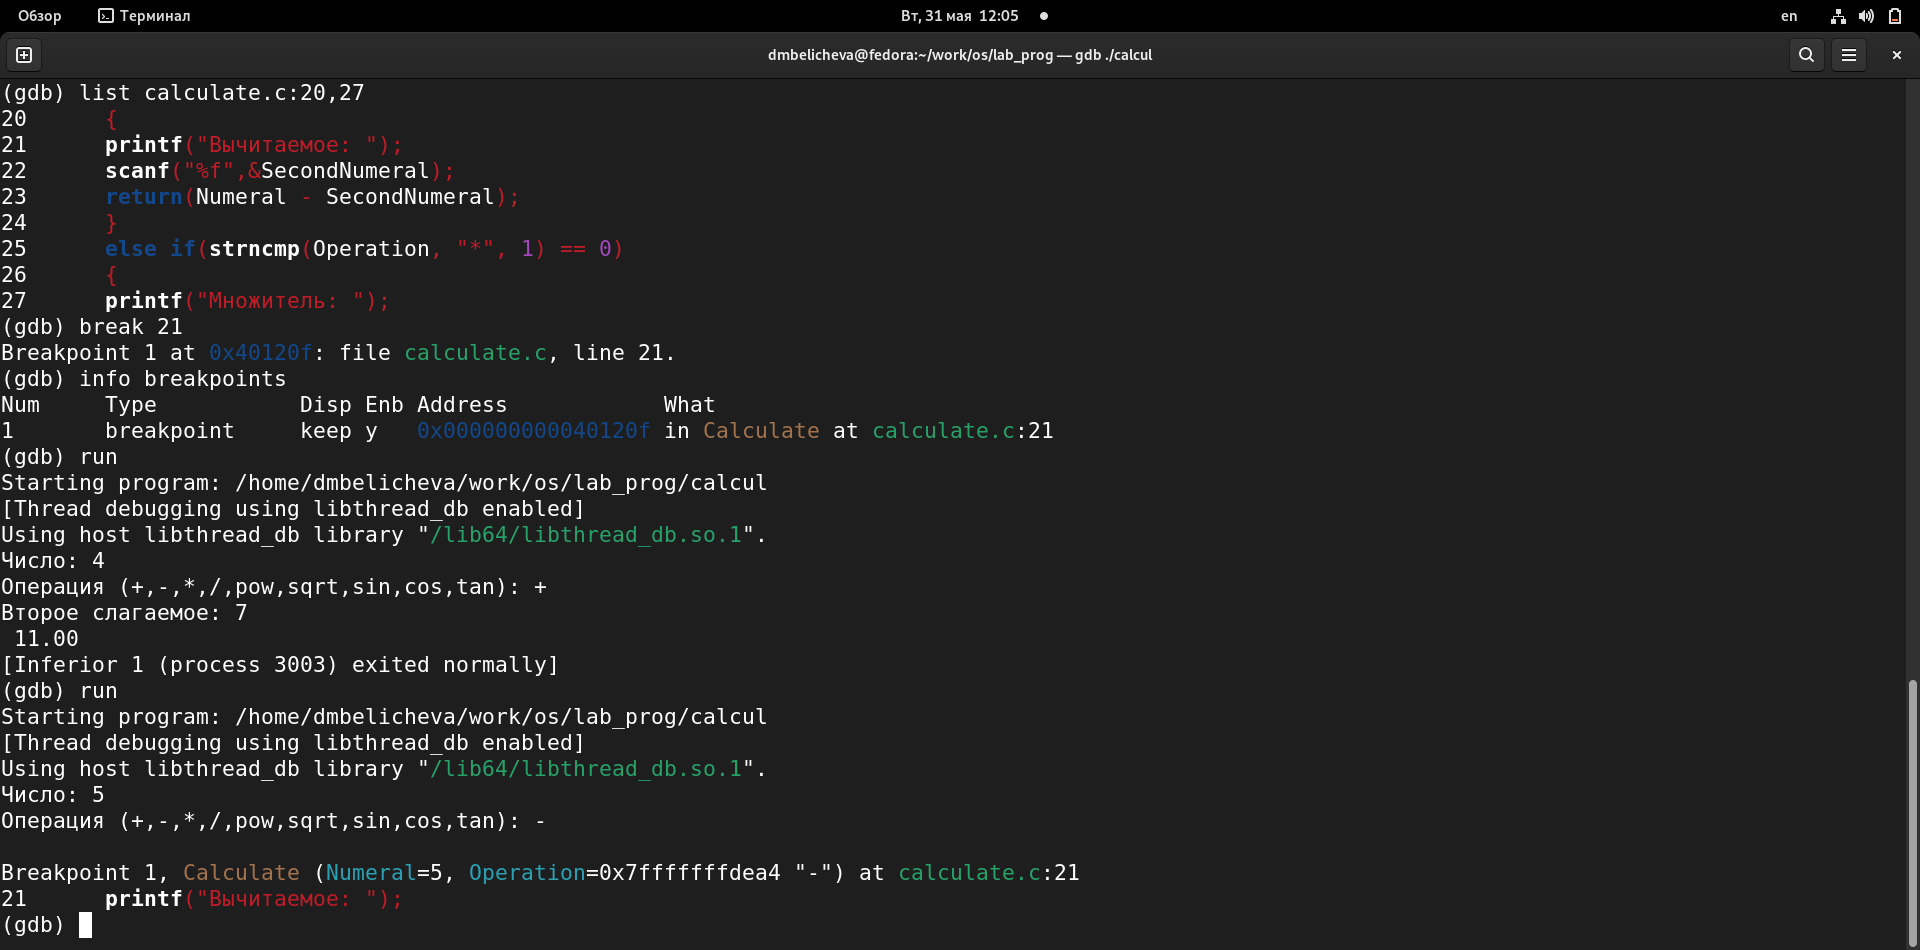 Обзор Терминал Вт, 31 мая 12:05 en
dmbelicheva@fedora:~/work/os/lab_prog — gdb ./calcul
(gdb) list calculate.c:20,27
20      {
21      printf("Вычитаемое: ");
22      scanf("%f",&SecondNumeral);
23      return(Numeral - SecondNumeral);
24      }
25      else if(strncmp(Operation, "*", 1) == 0)
26      {
27      printf("Множитель: ");
(gdb) break 21
Breakpoint 1 at 0x40120f: file calculate.c, line 21.
(gdb) info breakpoints
Num     Type           Disp Enb Address            What
1       breakpoint     keep y   0x000000000040120f in Calculate at calculate.c:21
(gdb) run
Starting program: /home/dmbelicheva/work/os/lab_prog/calcul
[Thread debugging using libthread_db enabled]
Using host libthread_db library "/lib64/libthread_db.so.1".
Число: 4
Операция (+,-,*,/,pow,sqrt,sin,cos,tan): +
Второе слагаемое: 7
 11.00
[Inferior 1 (process 3003) exited normally]
(gdb) run
Starting program: /home/dmbelicheva/work/os/lab_prog/calcul
[Thread debugging using libthread_db enabled]
Using host libthread_db library "/lib64/libthread_db.so.1".
Число: 5
Операция (+,-,*,/,pow,sqrt,sin,cos,tan): -
Breakpoint 1, Calculate (Numeral=5, Operation=0x7fffffffdea4 "-") at calculate.c:21
21      printf("Вычитаемое: ");
(gdb)